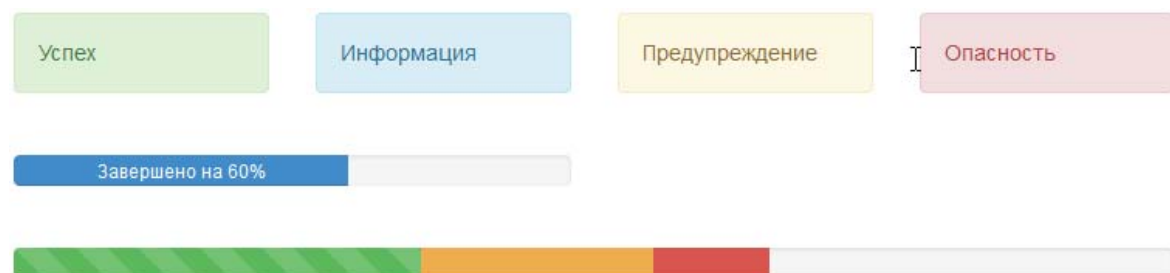 Успех
Информация
Предупреждение
Опасность
Завершено на 60%